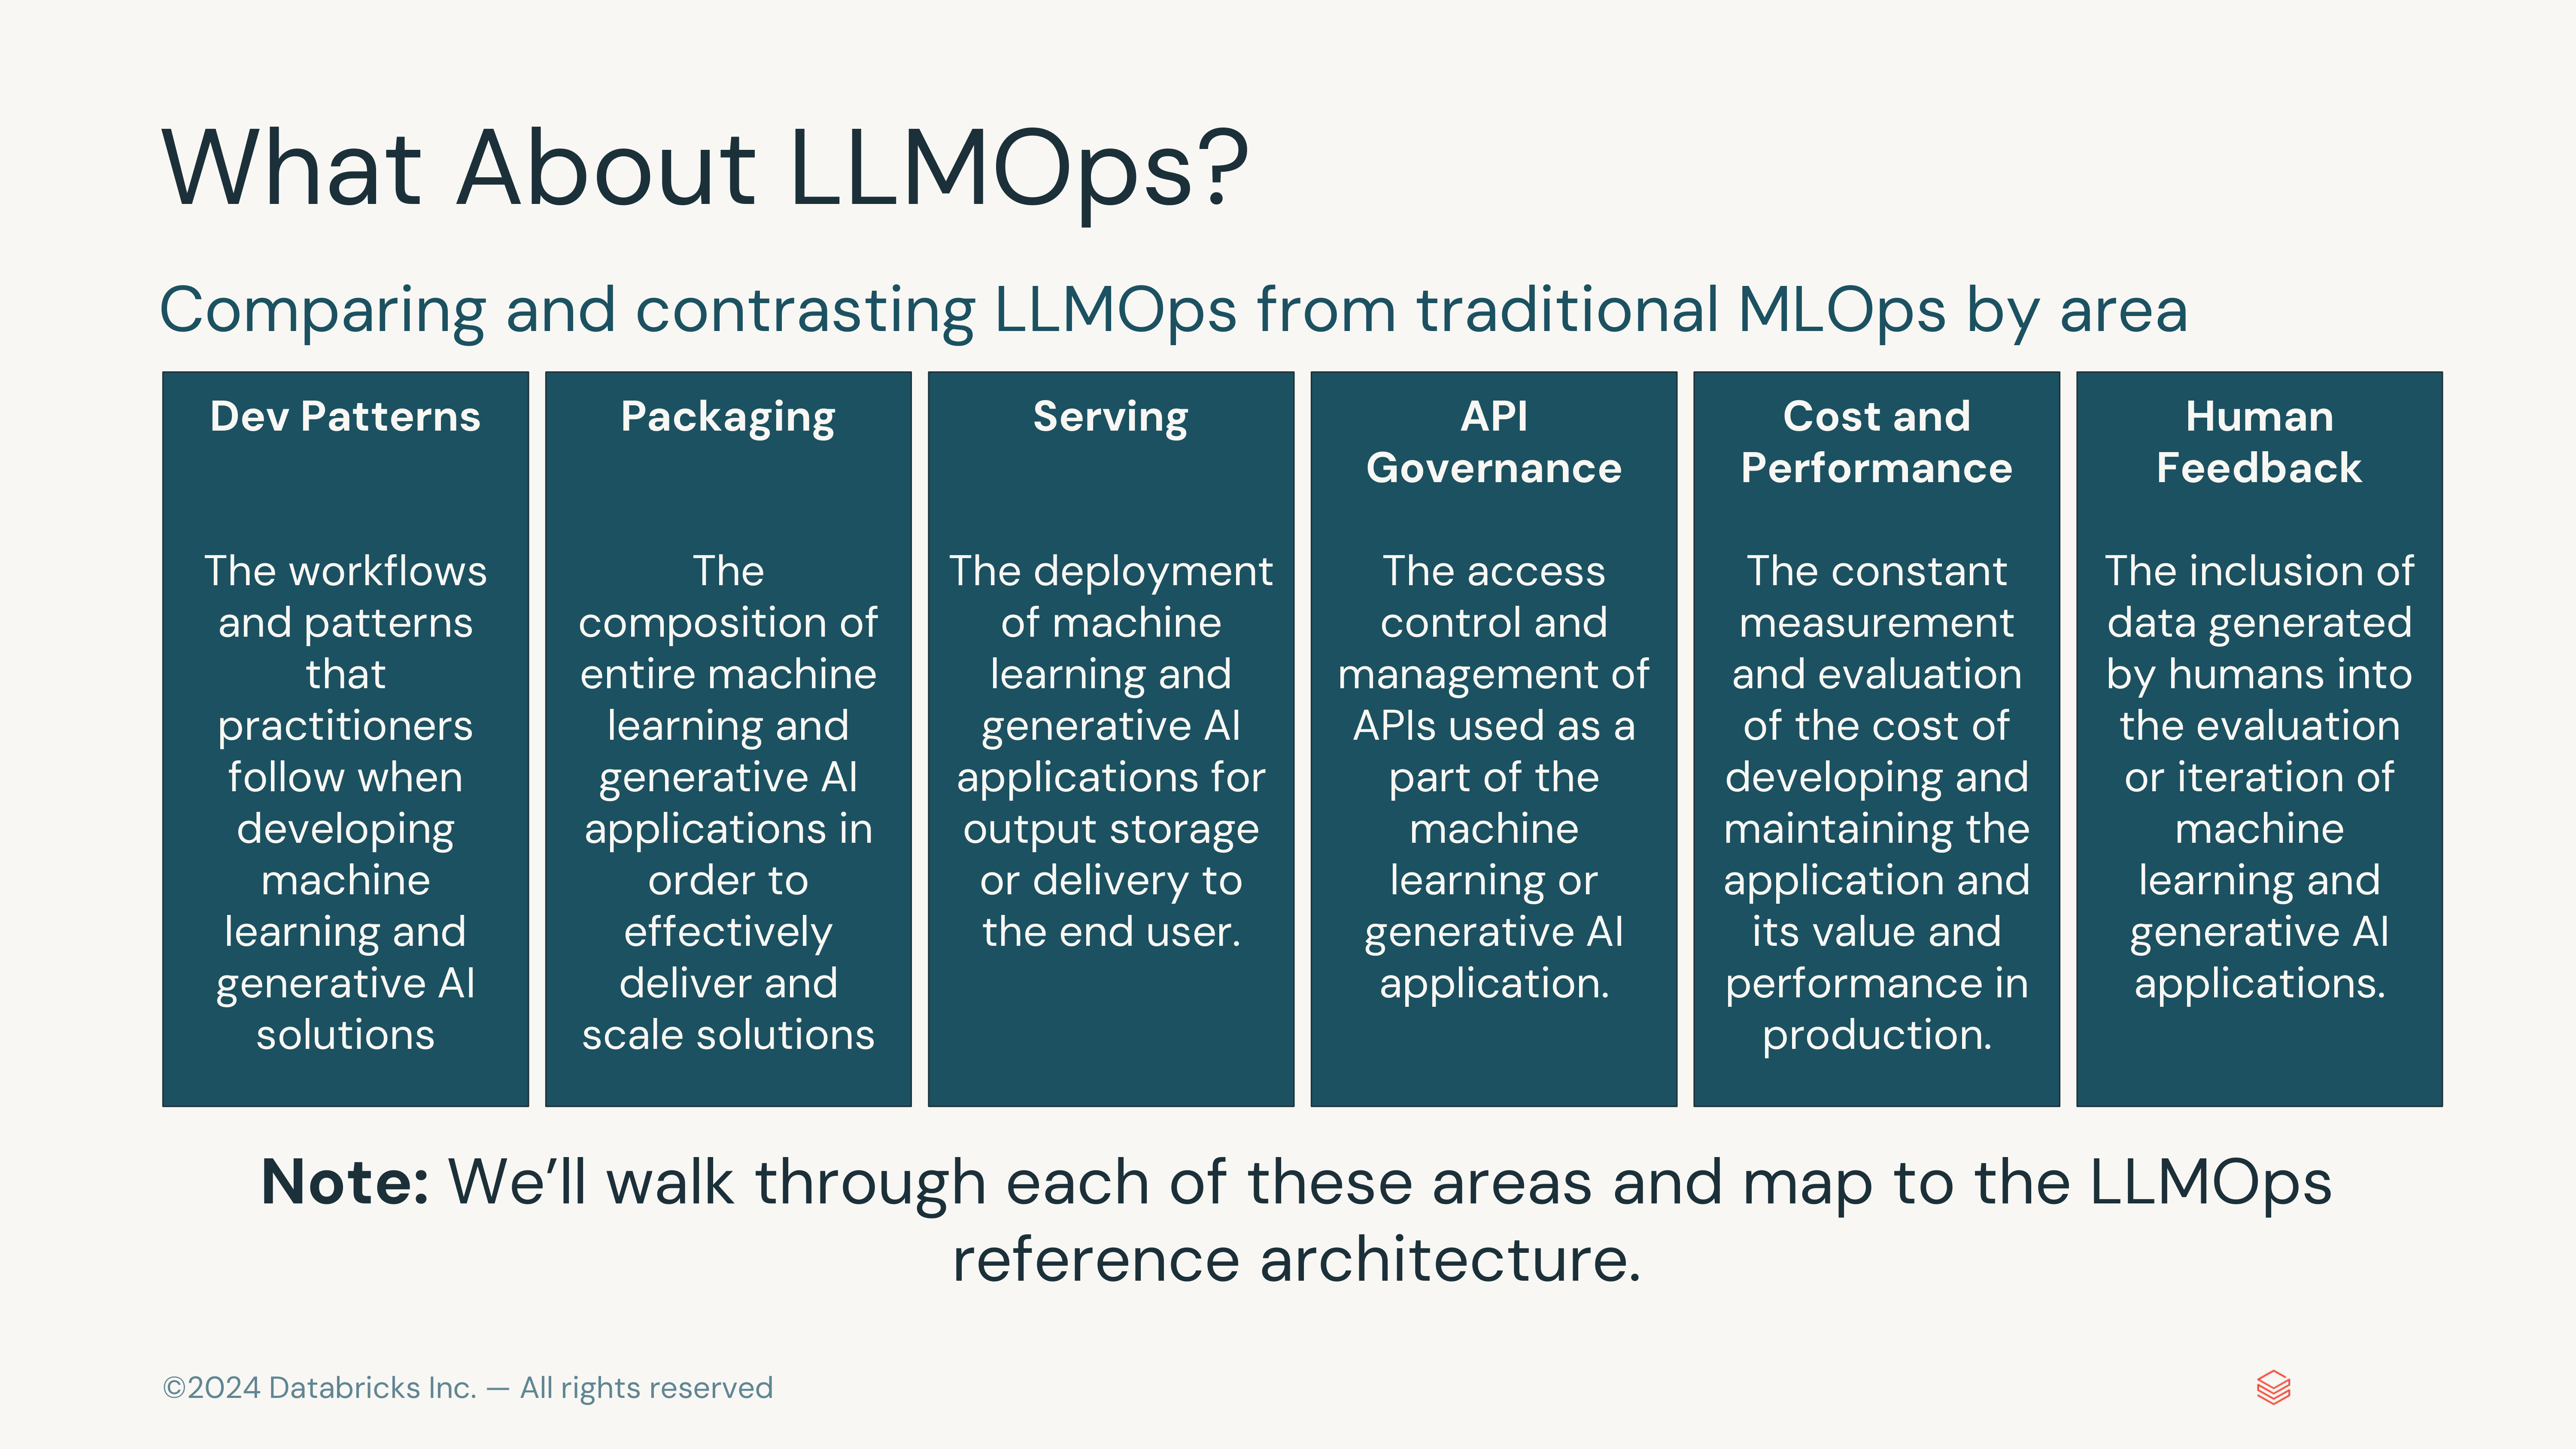 What About LLMOps?
Comparing and contrasting LLMOps from traditional MLOps by area
Dev Patterns
The workflows
and patterns
that
practitioners
follow when
developing
machine
learning and
generative AI
solutions
Packaging
The
composition of
entire machine
learning and
generative AI
applications in
order to
effectively
deliver and
scale solutions
Serving
The deployment
of machine
learning and
generative AI
applications for
output storage
or delivery to
the end user.
API
Governance
The access
control and
management of
APIs used as a
part of the
machine
learning or
generative AI
application.
Cost and
Performance
The constant
measurement
and evaluation
of the cost of
developing and
maintaining the
application and
its value and
performance in
production.
Human
Feedback
The inclusion of
data generated
by humans into
the evaluation
or iteration of
machine
learning and
generative AI
applications.
Note: We’ll walk through each of these areas and map to the LLMOps
reference architecture.
©2024 Databricks Inc. — All rights reserved